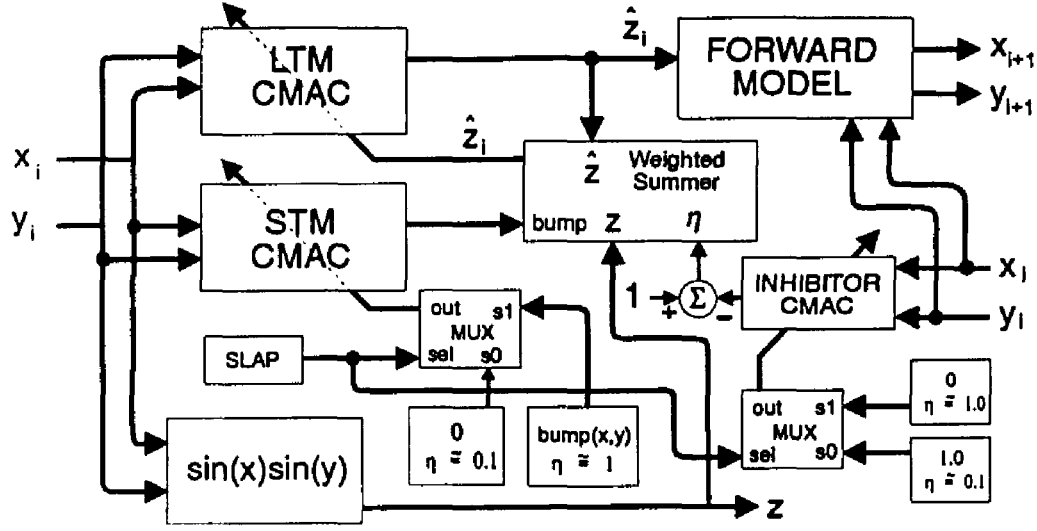 LTM
CMAC
ẑᵢ
FORWARD
MODEL
xᵢ₊₁
yᵢ₊₁
xᵢ
yᵢ
ẑᵢ
ẑ
Weighted
Summer
bump
z
η
STM
CMAC
1
+
Σ
−
INHIBITOR
CMAC
xᵢ
yᵢ
out
s1
MUX
sel
s0
SLAP
0
η ≅ 0.1
bump(x,y)
η ≅ 1
out
s1
MUX
sel
s0
0
η ≅ 1.0
1.0
η ≅ 0.1
sin(x)sin(y)
z